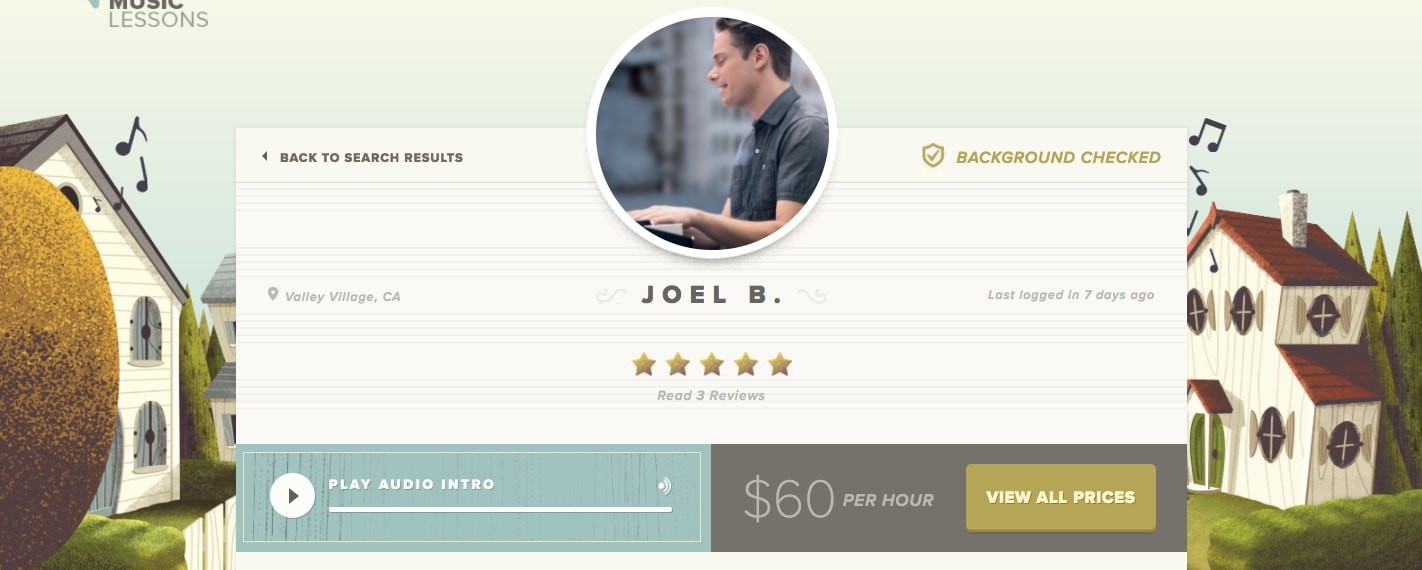 MUSIC
LESSONS
BACK TO SEARCH RESULTS
BACKGROUND CHECKED
Valley Village, CA
JOEL B.
Last logged in 7 days ago
Read 3 Reviews
PLAY AUDIO INTRO
$60 PER HOUR
VIEW ALL PRICES